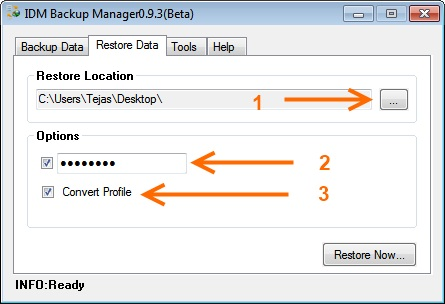 IDM Backup Manager0.9.3(Beta)
Backup Data Restore Data Tools Help
Restore Location
C:\Users\Tejas\Desktop\ 1 ...
Options
●●●●●●●● 2
Convert Profile 3
Restore Now...
INFO:Ready